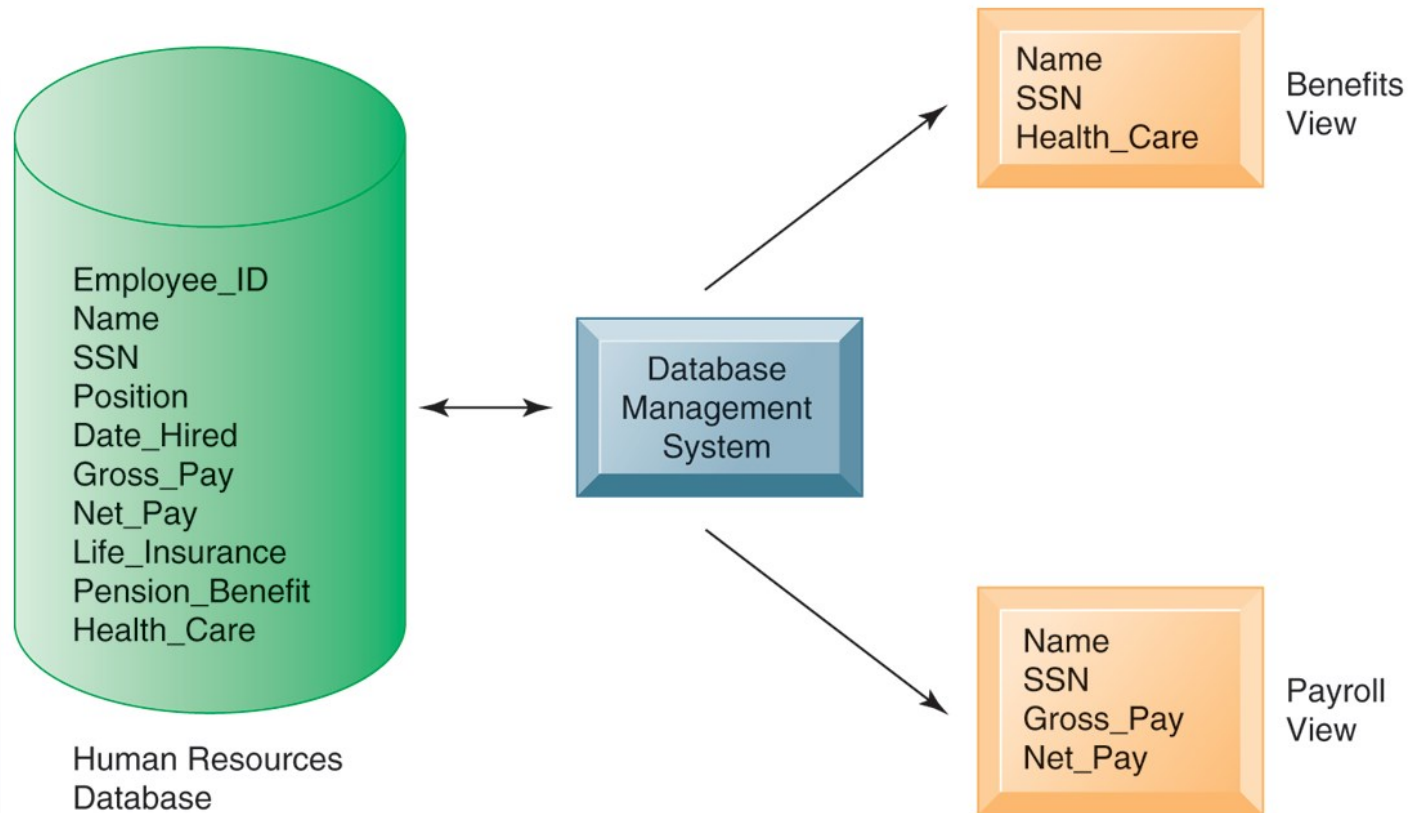 Employee_ID
Name
SSN
Position
Date_Hired
Gross_Pay
Net_Pay
Life_Insurance
Pension_Benefit
Health_Care
Human Resources
Database
Database
Management
System
Name
SSN
Health_Care
Benefits
View
Name
SSN
Gross_Pay
Net_Pay
Payroll
View